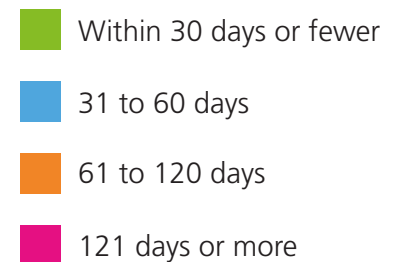 Within 30 days or fewer
31 to 60 days
61 to 120 days
121 days or more